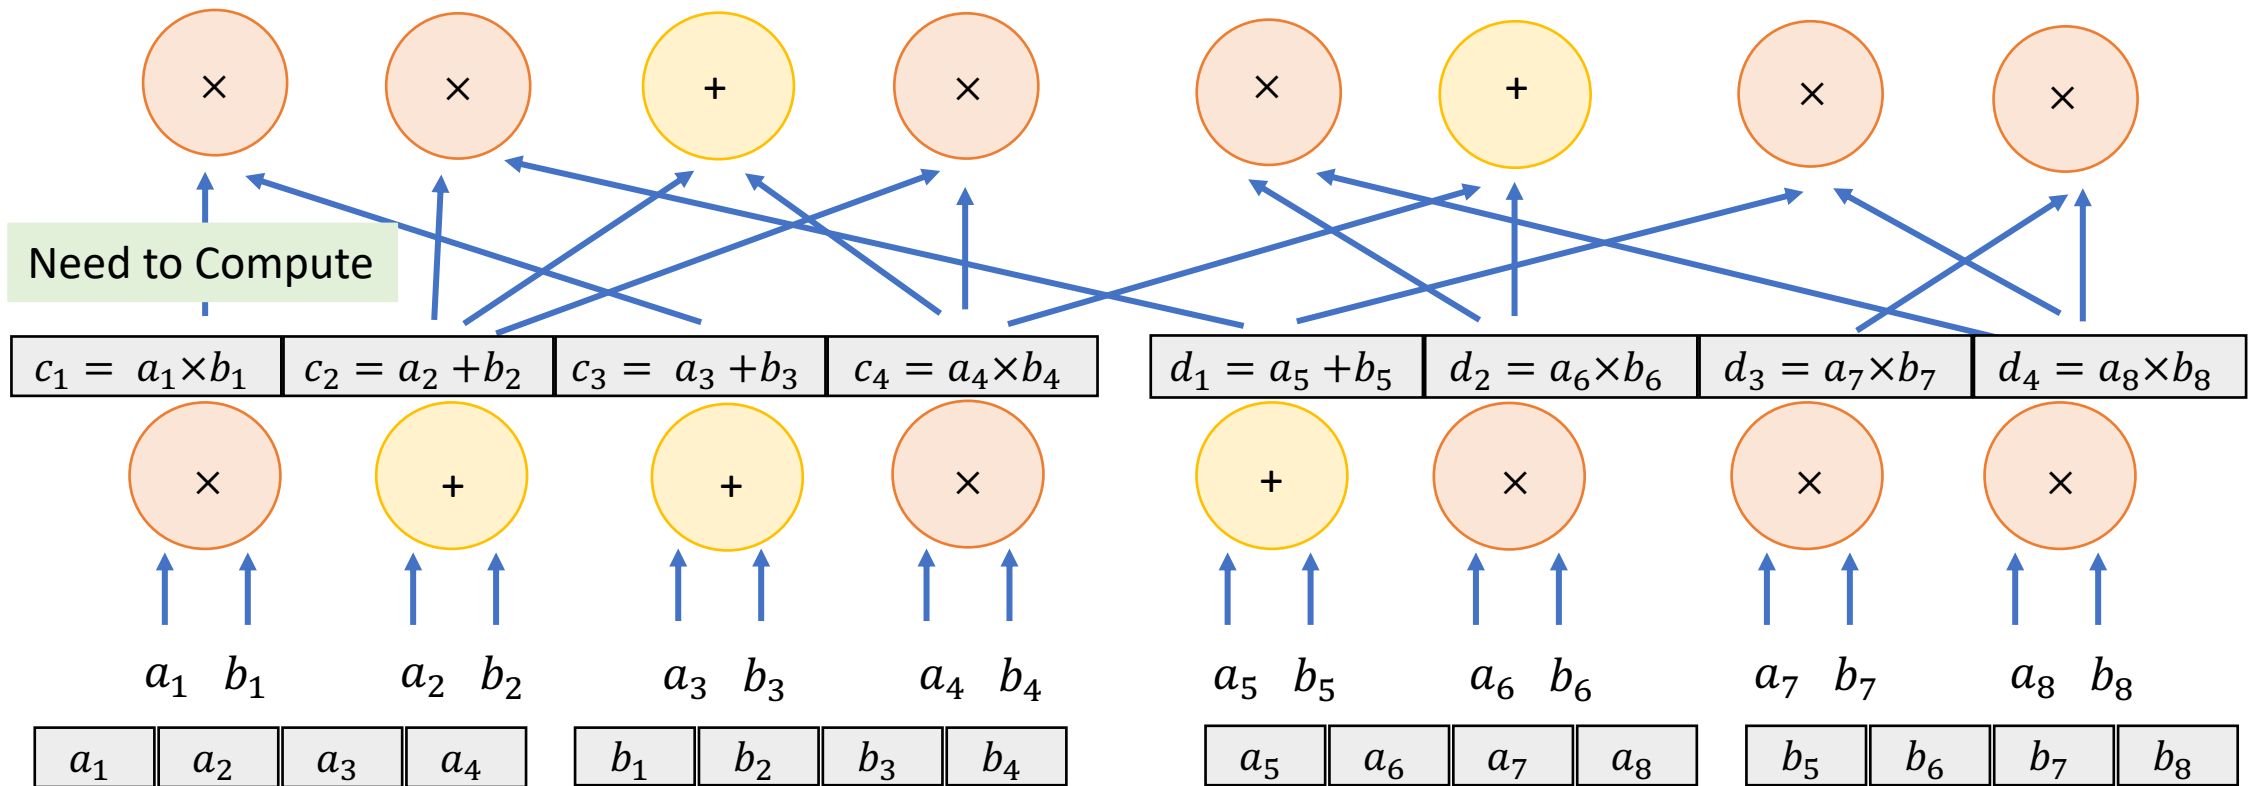 × × + × × + × ×
Need to Compute
c₁ = a₁×b₁ c₂ = a₂ +b₂ c₃ = a₃ +b₃ c₄ = a₄×b₄ d₁ = a₅ +b₅ d₂ = a₆×b₆ d₃ = a₇×b₇ d₄ = a₈×b₈
× + + × + × × ×
a₁ b₁ a₂ b₂ a₃ b₃ a₄ b₄ a₅ b₅ a₆ b₆ a₇ b₇ a₈ b₈
a₁ a₂ a₃ a₄ b₁ b₂ b₃ b₄ a₅ a₆ a₇ a₈ b₅ b₆ b₇ b₈